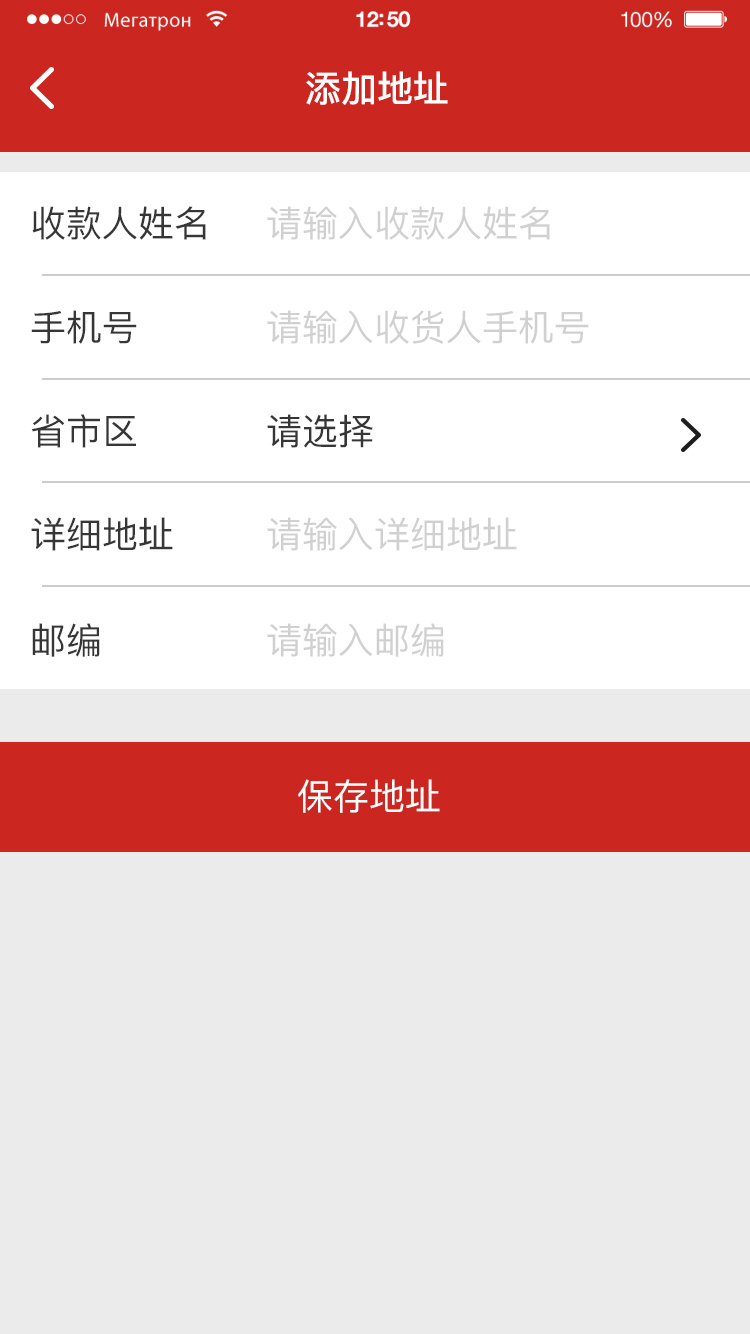 Мегатрон 12:50 100%
添加地址
收款人姓名 请输入收款人姓名
手机号 请输入收货人手机号
省市区 请选择
详细地址 请输入详细地址
邮编 请输入邮编
保存地址